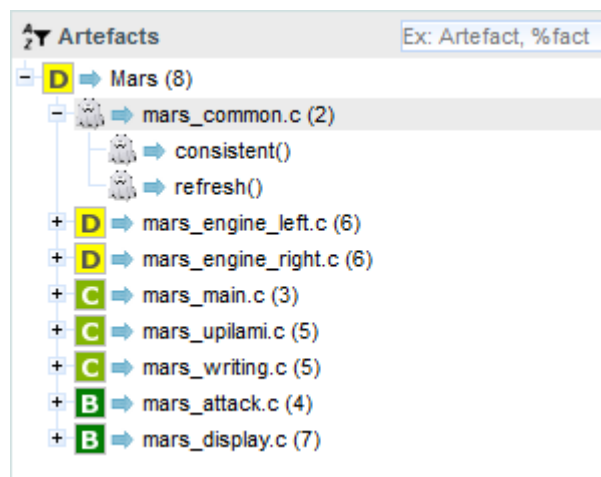 Artefacts Ex: Artefact, %fact
D Mars (8)
mars_common.c (2)
consistent()
refresh()
D mars_engine_left.c (6)
D mars_engine_right.c (6)
C mars_main.c (3)
C mars_upilami.c (5)
C mars_writing.c (5)
B mars_attack.c (4)
B mars_display.c (7)